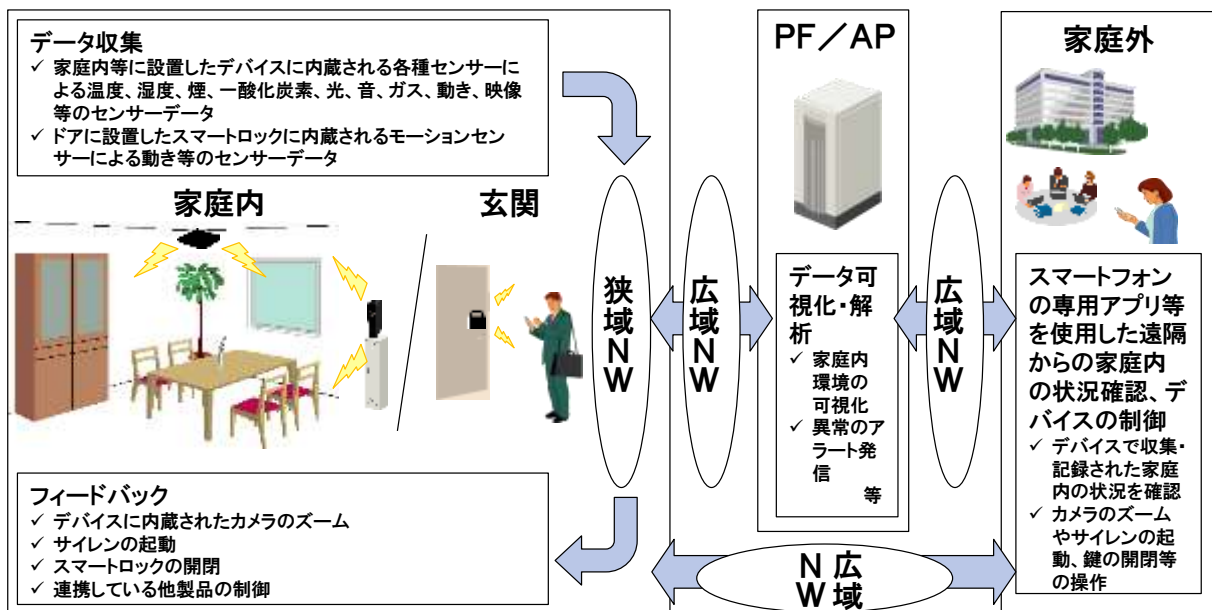 データ収集
✓ 家庭内等に設置したデバイスに内蔵される各種センサーに
よる温度、湿度、煙、一酸化炭素、光、音、ガス、動き、映像
等のセンサーデータ
✓ ドアに設置したスマートロックに内蔵されるモーションセン
サーによる動き等のセンサーデータ
家庭内
玄関
フィードバック
✓ デバイスに内蔵されたカメラのズーム
✓ サイレンの起動
✓ スマートロックの開閉
✓ 連携している他製品の制御
狭域NW
広域NW
PF/AP
データ可
視化・解
析
✓ 家庭内
環境の
可視化
✓ 異常のア
ラート発
信
等
広域NW
家庭外
スマートフォ
ンの専用アプリ等
を使用した遠隔
からの家庭内
の状況確認、デ
バイスの制御
✓ デバイスで収集・
記録された家庭
内の状況を確認
✓ カメラのズーム
やサイレンの起
動、鍵の開閉等
の操作
広域NW